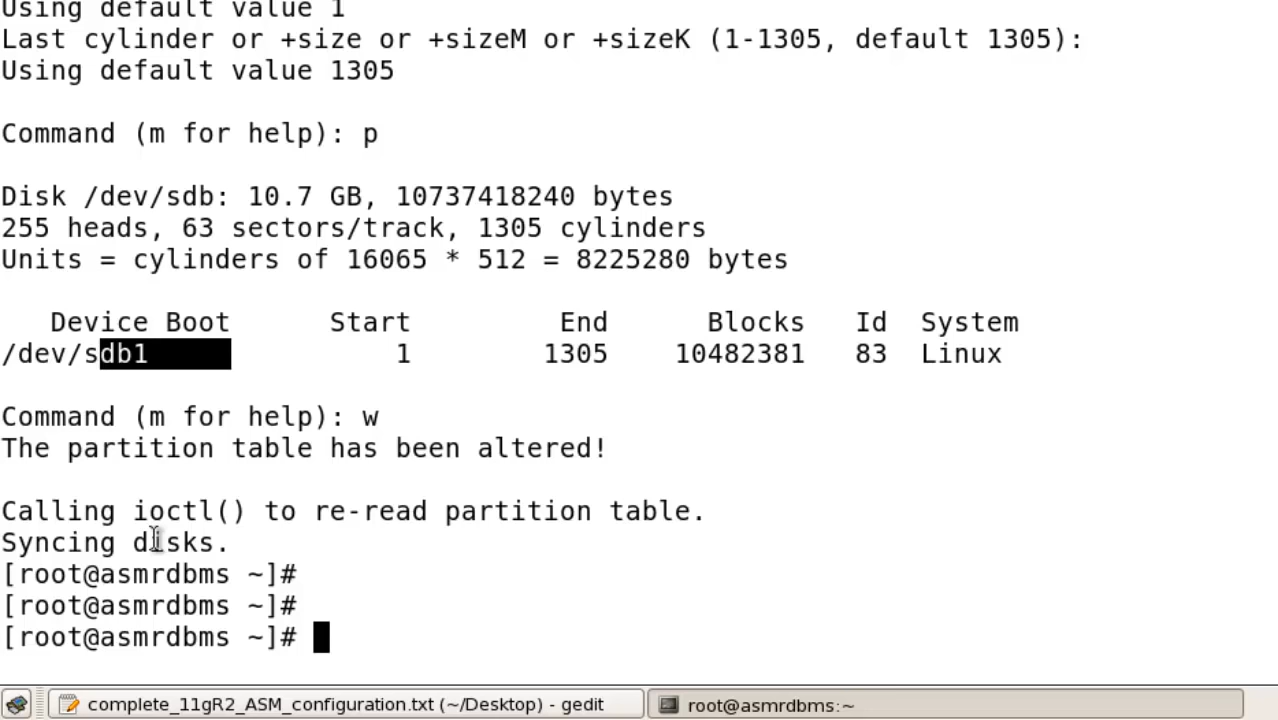 Using default value 1
Last cylinder or +size or +sizeM or +sizeK (1-1305, default 1305):
Using default value 1305
Command (m for help): p
Disk /dev/sdb: 10.7 GB, 10737418240 bytes
255 heads, 63 sectors/track, 1305 cylinders
Units = cylinders of 16065 * 512 = 8225280 bytes
Device Boot Start End Blocks Id System
/dev/sdb1 1 1305 10482381 83 Linux
Command (m for help): w
The partition table has been altered!
Calling ioctl() to re-read partition table.
Syncing disks.
[root@asmrdbms ~]#
[root@asmrdbms ~]#
[root@asmrdbms ~]#
complete_11gR2_ASM_configuration.txt (~/Desktop) - gedit root@asmrdbms:~